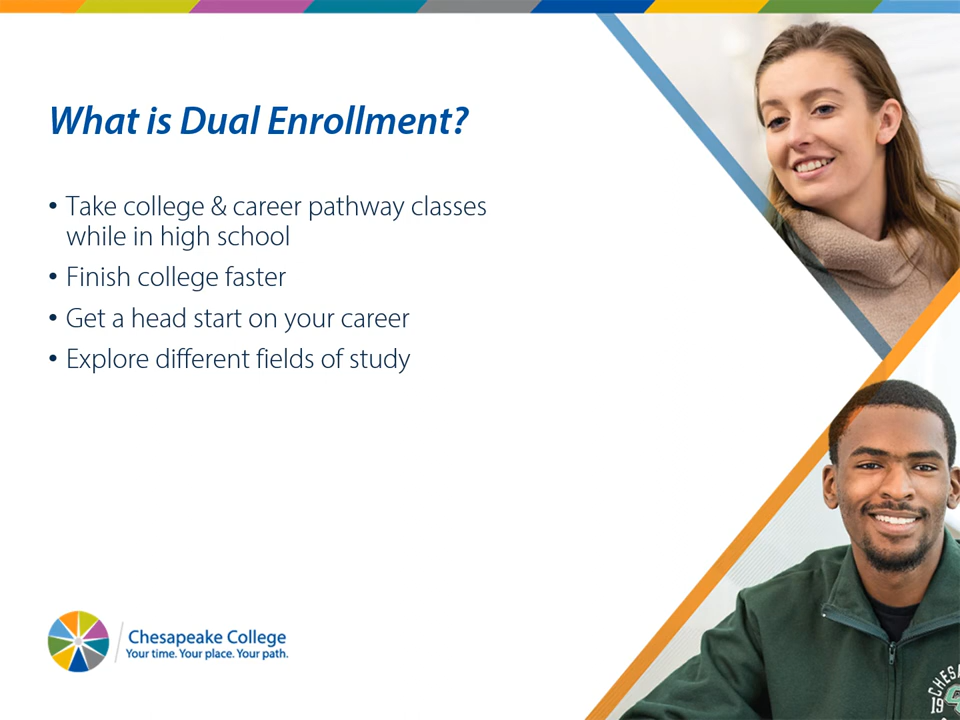 What is Dual Enrollment?
• Take college & career pathway classes
while in high school
• Finish college faster
• Get a head start on your career
• Explore different fields of study
Chesapeake College
Your time. Your place. Your path.
19